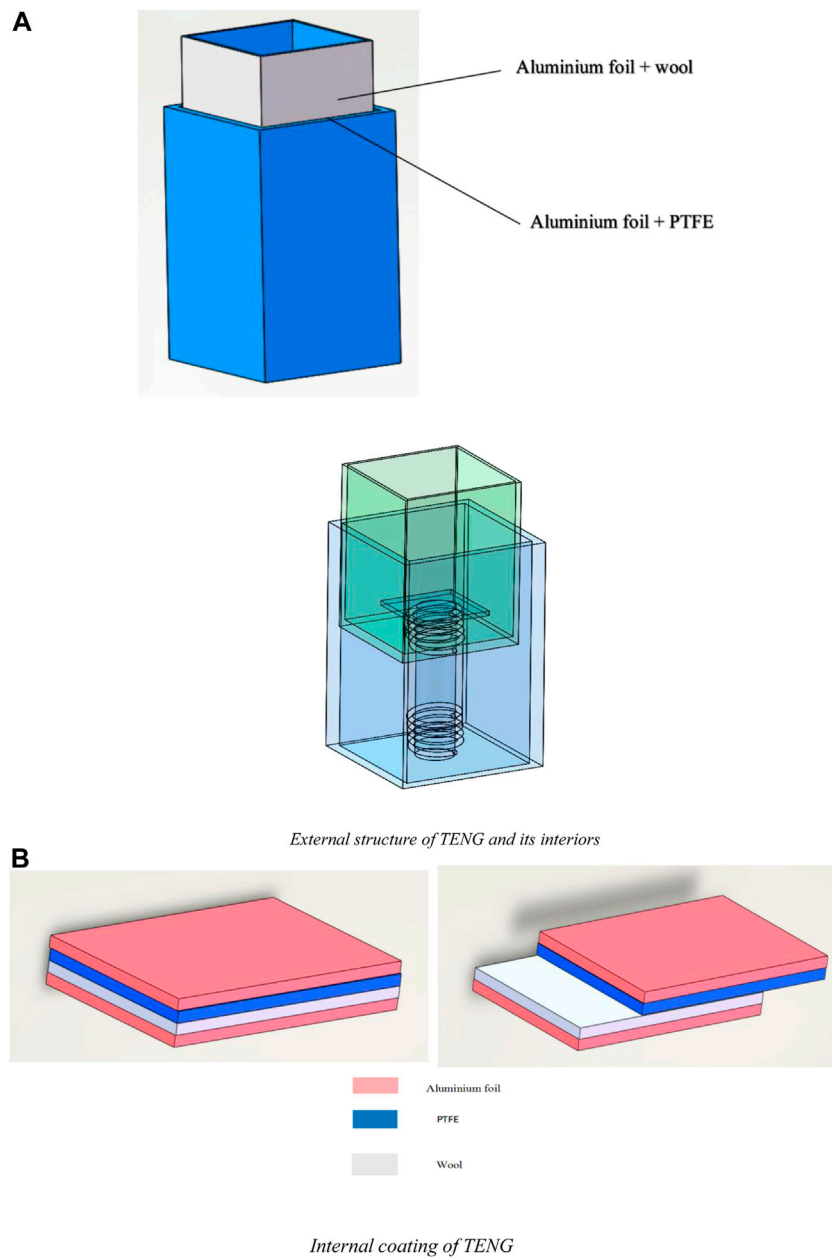 A
Aluminium foil + wool
Aluminium foil + PTFE
External structure of TENG and its interiors
B
Aluminium foil
PTFE
Wool
Internal coating of TENG